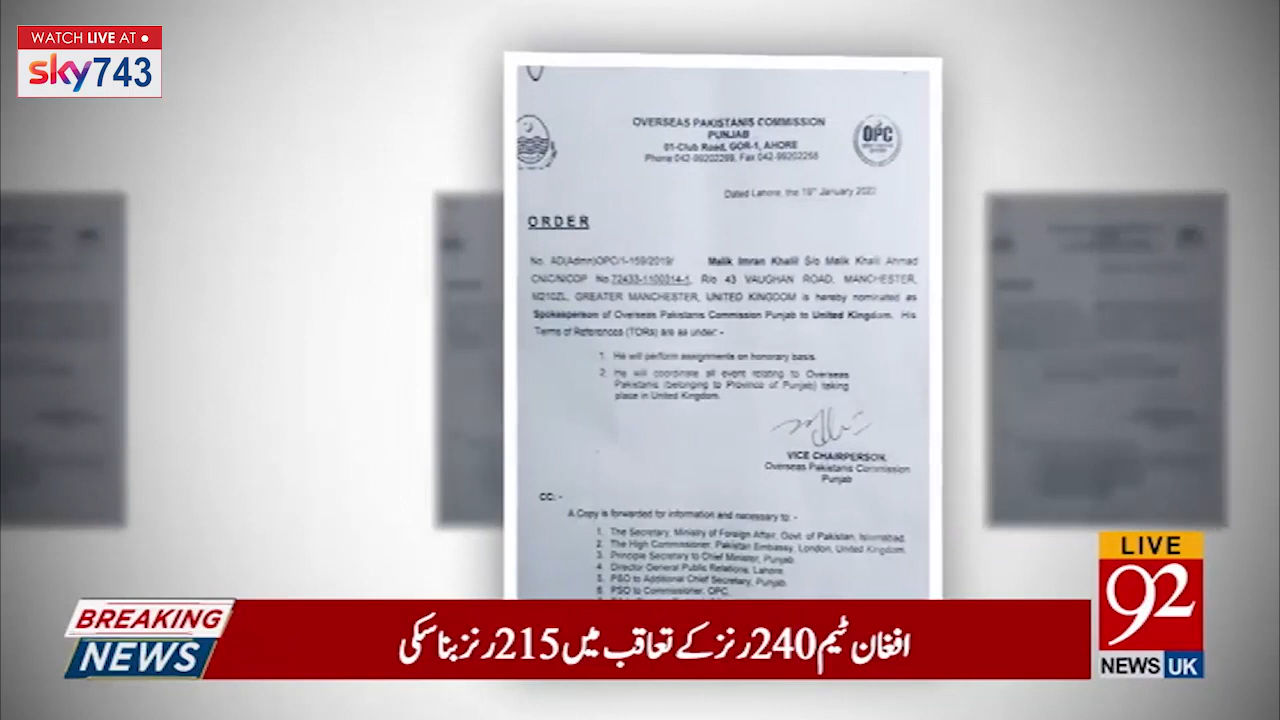 WATCH LIVE AT
sky743
OVERSEAS PAKISTANIS COMMISSION
PUNJAB
01-Club Road, GOR-1, AHORE
Phone 042-99202299, Fax 042-99202268
OPC
Dated Lahore, the 19th January 202
ORDER
No. AD(Admn)OPC/1-159/2019/ Malik Imran Khalil S/o Malik Khalil Ahmad
CNIC/NICOP No.72433-1100314-1, R/o 43 VAUGHAN ROAD, MANCHESTER,
M210ZL, GREATER MANCHESTER, UNITED KINGDOM is hereby nominated as
Spokesperson of Overseas Pakistanis Commission Punjab to United Kingdom. His
Terms of References (TORs) are as under:-
1. He will perform assignments on honorary basis.
2. He will coordinate all event relating to Overseas
Pakistanis (belonging to Province of Punjab) taking
place in United Kingdom.
VICE CHAIRPERSON,
Overseas Pakistanis Commission
Punjab
CC:-
A Copy is forwarded for information and necessary to:-
1. The Secretary, Ministry of Foreign Affair, Govt. of Pakistan, Islamabad.
2. The High Commissioner, Pakistan Embassy, London, United Kingdom.
3. Principle Secretary to Chief Minister, Punjab.
4. Director General Public Relations, Lahore.
5. PSO to Additional Chief Secretary, Punjab.
6. PSO to Commissioner, OPC.
BREAKING
NEWS
افغان ٹیم 240 رنز کے تعاقب میں 215 رنز بنا سکی
LIVE
92
NEWS UK